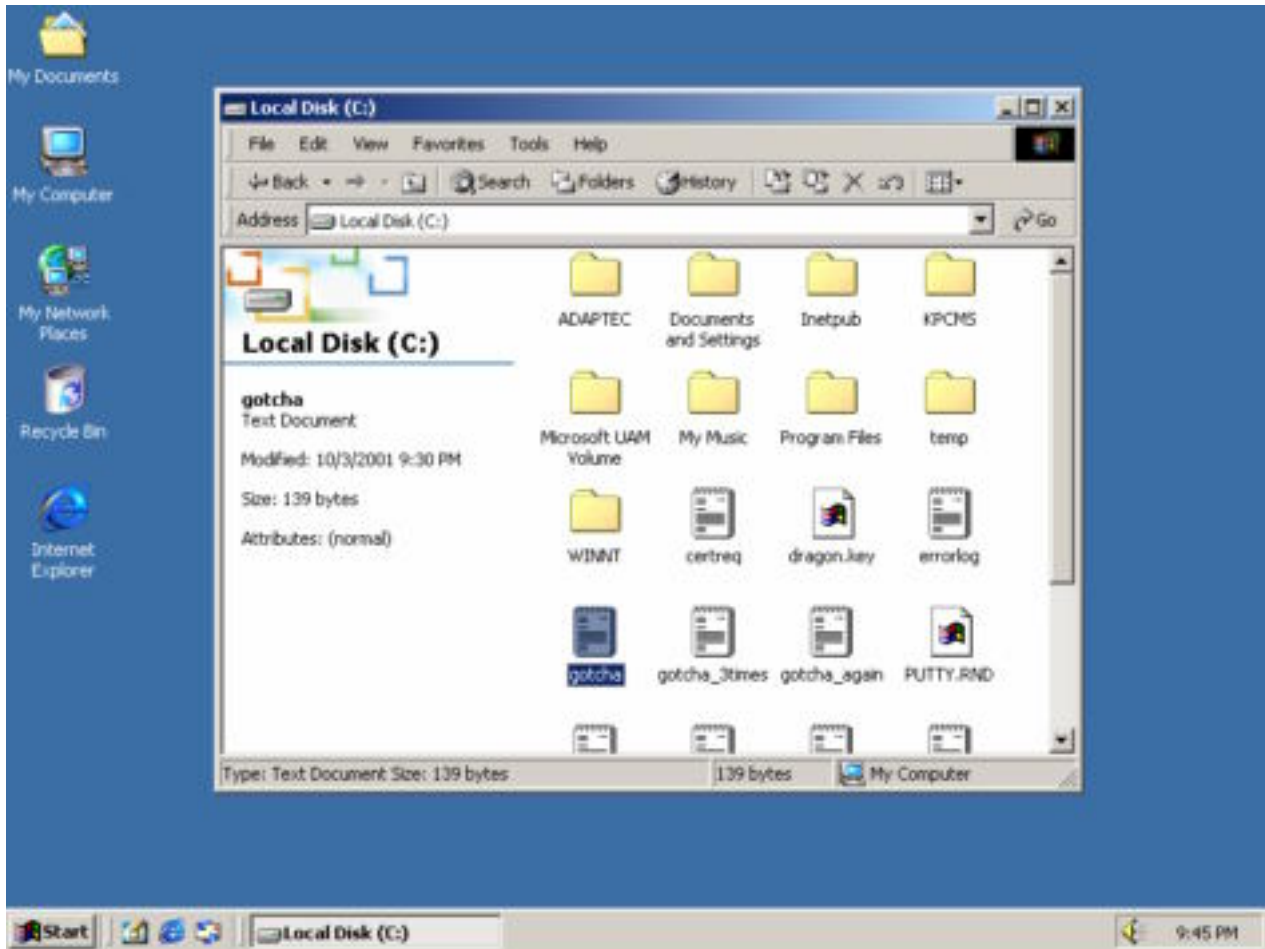 My Documents
My Computer
My Network
Places
Recycle Bin
Internet
Explorer
Local Disk (C:)
File Edit View Favorites Tools Help
Back Search Folders History
Address Local Disk (C:) Go
Local Disk (C:)
gotcha
Text Document
Modified: 10/3/2001 9:30 PM
Size: 139 bytes
Attributes: (normal)
ADAPTEC
Documents
and Settings
Inetpub
KPCMS
Microsoft UAM
Volume
My Music
Program Files
temp
WINNT
certreq
dragon.key
errorlog
gotcha
gotcha_3times
gotcha_again
PUTTY.RND
Type: Text Document Size: 139 bytes 139 bytes My Computer
Start Local Disk (C:) 9:45 PM